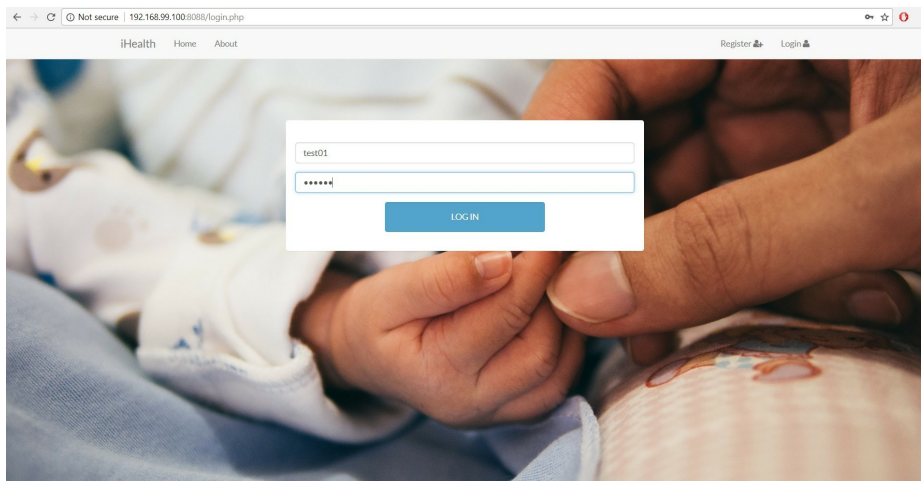 Not secure | 192.168.99.100:8088/login.php
iHealth Home About Register Login
test01
••••••
LOG IN